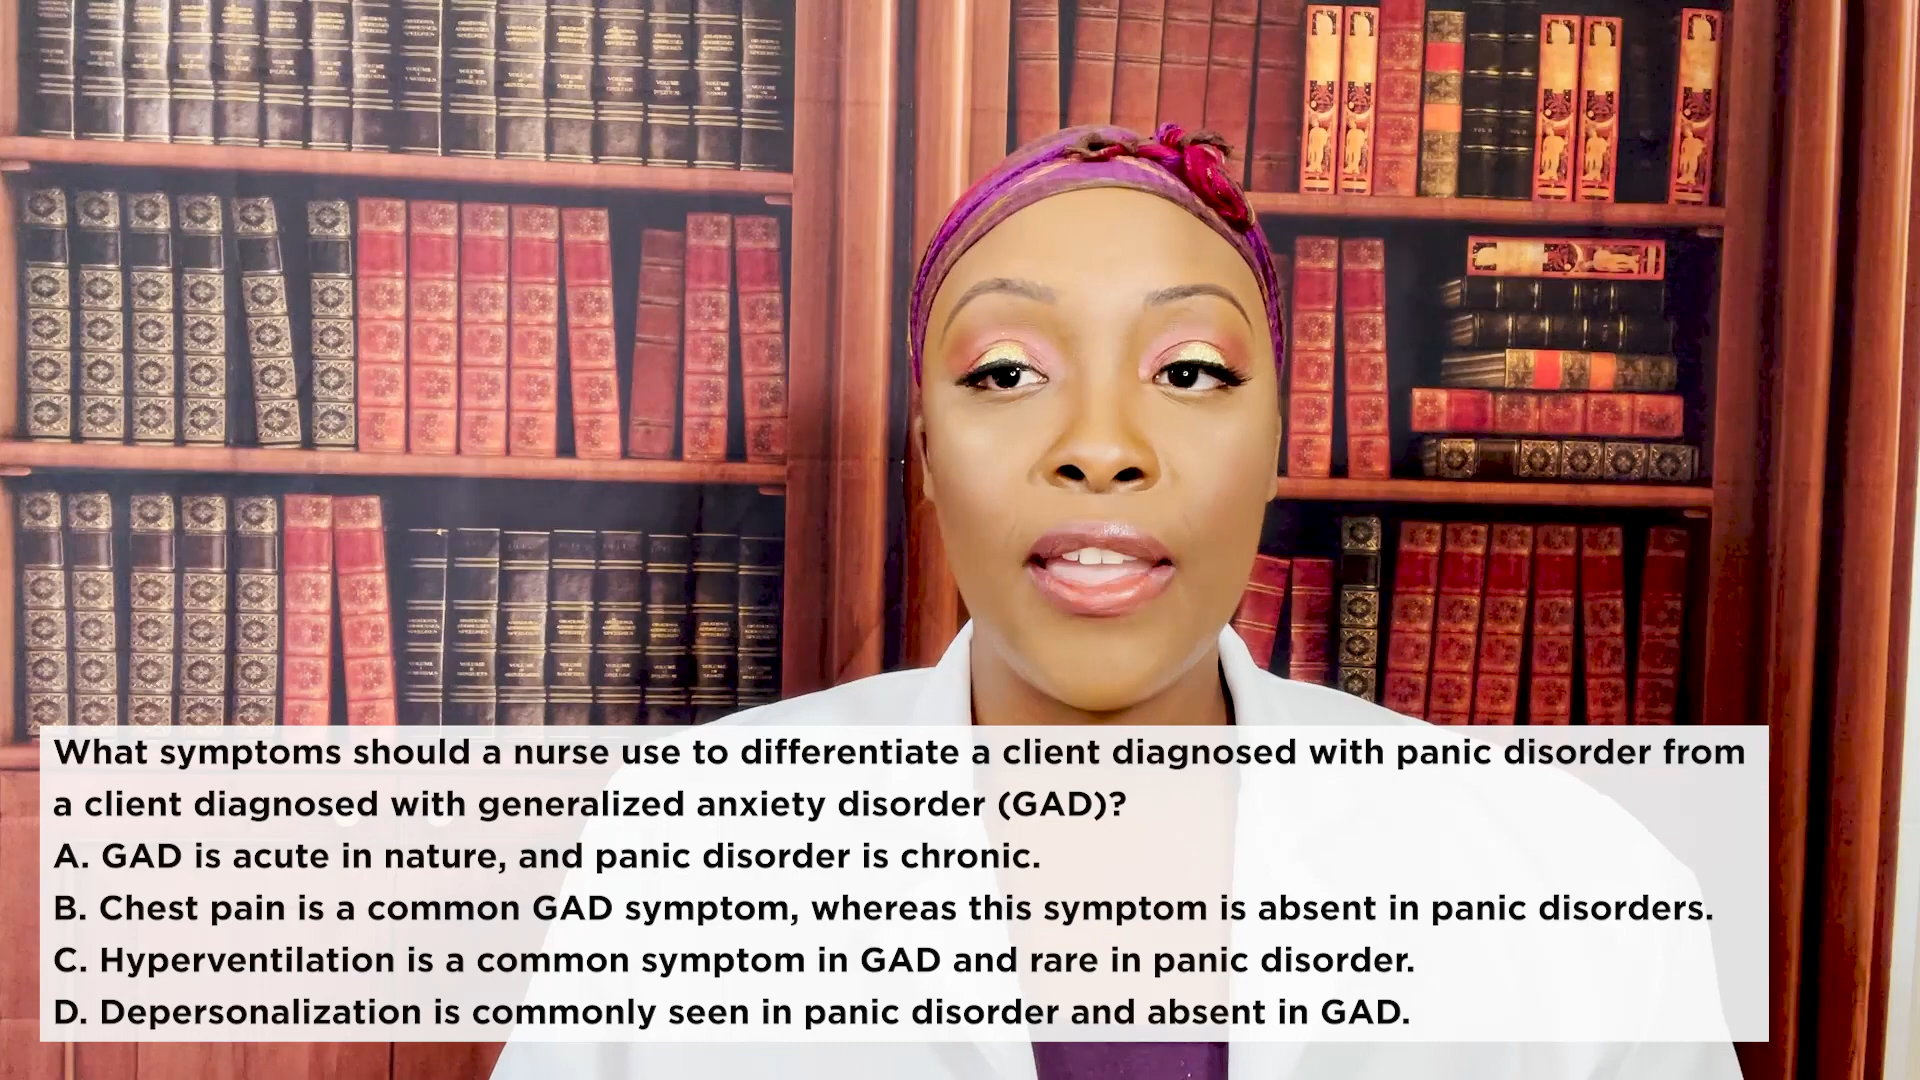 What symptoms should a nurse use to differentiate a client diagnosed with panic disorder from
a client diagnosed with generalized anxiety disorder (GAD)?
A. GAD is acute in nature, and panic disorder is chronic.
B. Chest pain is a common GAD symptom, whereas this symptom is absent in panic disorders.
C. Hyperventilation is a common symptom in GAD and rare in panic disorder.
D. Depersonalization is commonly seen in panic disorder and absent in GAD.